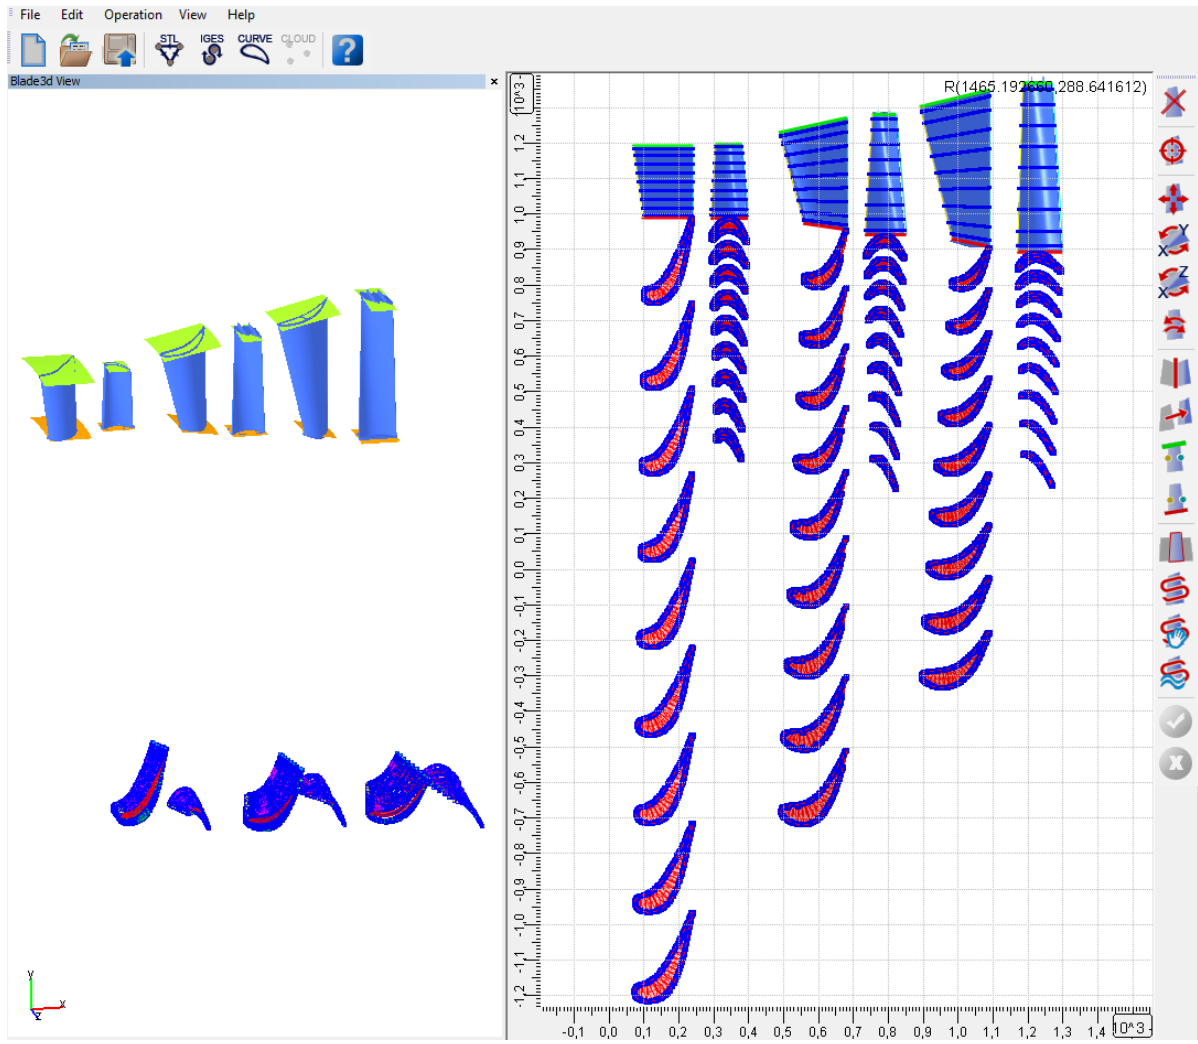 File Edit Operation View Help
STL IGES CURVE CLOUD
?
Blade3d View ×
10^3
R(1465.192660,288.641612)
1,2
1,1
1,0
0,9
0,8
0,7
0,6
0,5
0,4
0,3
0,2
0,1
0,0
-0,1
-0,2
-0,3
-0,4
-0,5
-0,6
-0,7
-0,8
-0,9
-1,0
-1,1
-1,2
-0,1 0,0 0,1 0,2 0,3 0,4 0,5 0,6 0,7 0,8 0,9 1,0 1,1 1,2 1,3 1,4 10^3
Y
X
Z
X
y
x
z